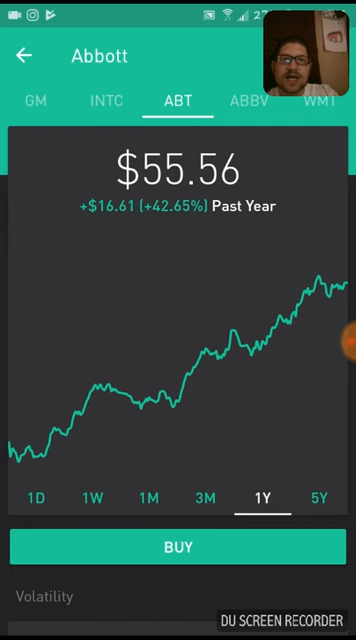 Abbott
GM INTC ABT ABBV WMT
$55.56
+$16.61 (+42.65%) Past Year
1D 1W 1M 3M 1Y 5Y
BUY
Volatility
DU SCREEN RECORDER